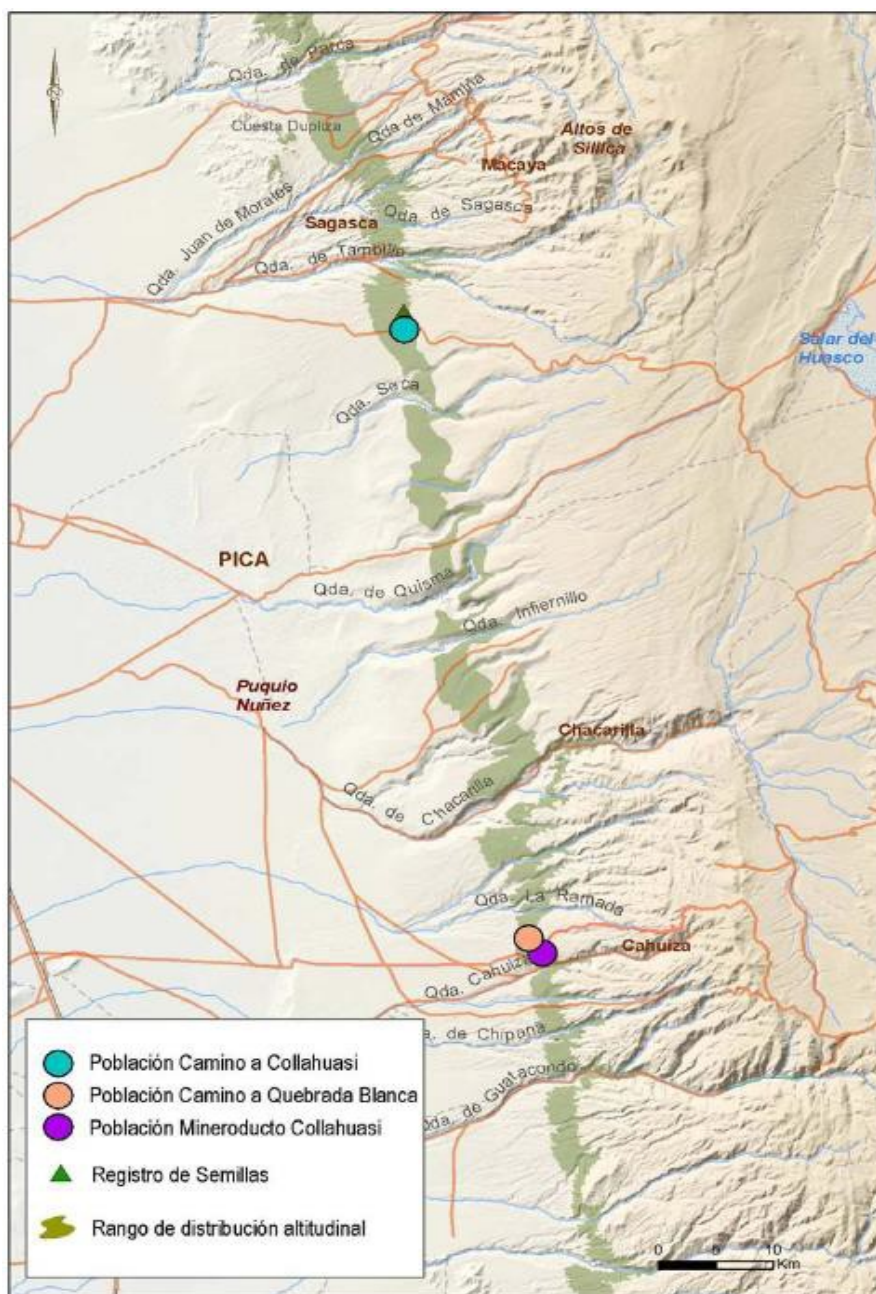 Qda. de Parca
Qda de Mamiña
Cuesta Dupliza
Altos de
Sillica
Macaya
Qda. Juan de Morales
Qda. de Sagasca
Sagasca
Qda. de Tambillo
Salar del
Huasco
Qda. Seca
PICA
Qda. de Quisma
Qda. Infiernillo
Puquio
Nuñez
Chacarilla
Qda. de Chacarilla
Qda. La Ramada
Cahuiza
Qda. Cahuiza
a. de Chipana
Qda. de Guatacondo
Población Camino a Collahuasi
Población Camino a Quebrada Blanca
Población Mineroducto Collahuasi
Registro de Semillas
Rango de distribución altitudinal
0 5 10
Km